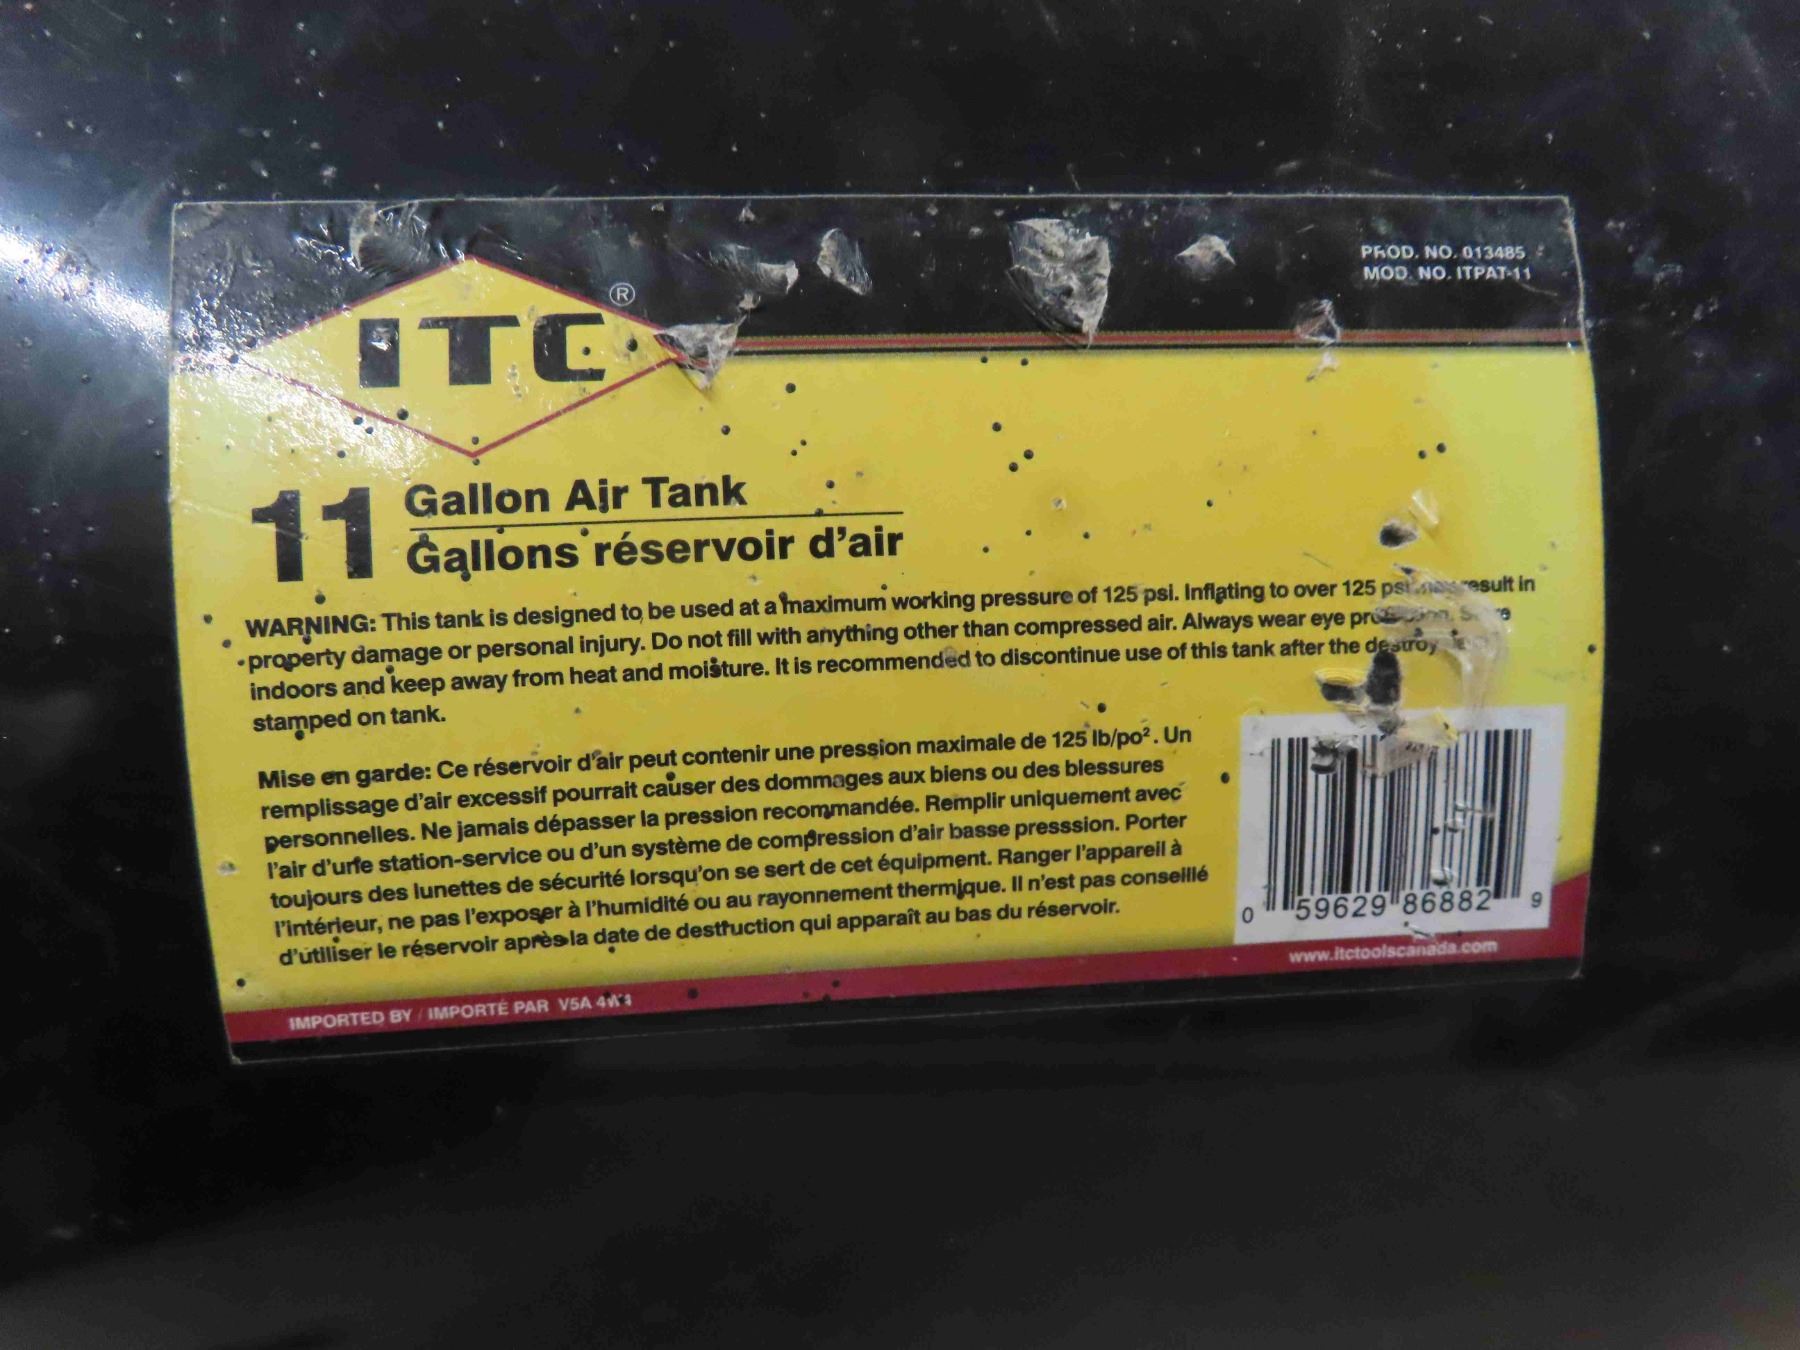 PROD. NO. 013485
MOD. NO. ITPAT-11
ITC®
11 Gallon Air Tank
Gallons réservoir d'air
WARNING: This tank is designed to be used at a maximum working pressure of 125 psi. Inflating to over 125 psi may result in
property damage or personal injury. Do not fill with anything other than compressed air. Always wear eye protection. Store
indoors and keep away from heat and moisture. It is recommended to discontinue use of this tank after the destroy
stamped on tank.
Mise en garde: Ce réservoir d'air peut contenir une pression maximale de 125 lb/po². Un
remplissage d'air excessif pourrait causer des dommages aux biens ou des blessures
personnelles. Ne jamais dépasser la pression recommandée. Remplir uniquement avec
l'air d'une station-service ou d'un système de compression d'air basse presssion. Porter
toujours des lunettes de sécurité lorsqu'on se sert de cet équipment. Ranger l'appareil à
l'intérieur, ne pas l'exposer à l'humidité ou au rayonnement thermique. Il n'est pas conseillé
d'utiliser le réservoir après la date de destruction qui apparaît au bas du réservoir.
0 59629 86882 9
www.itctoolscanada.com
IMPORTED BY / IMPORTÉ PAR V5A 4W4